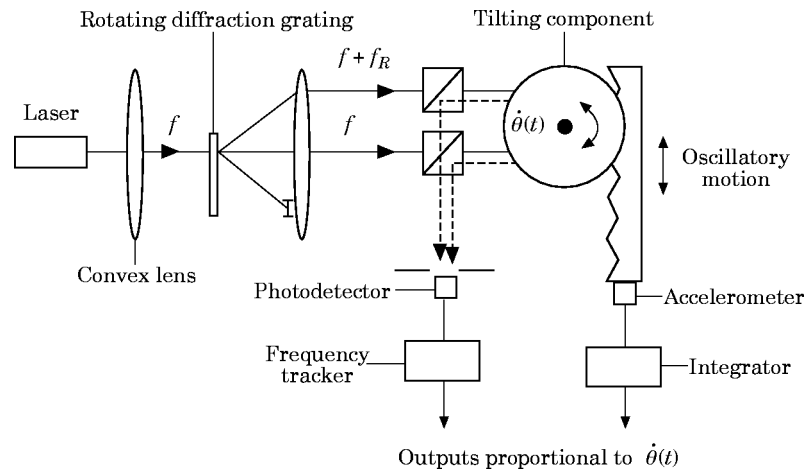 Rotating diffraction grating
Tilting component
f + f_R
Laser
f
f
θ̇(t)
Oscillatory
motion
Convex lens
Photodetector
Accelerometer
Frequency
tracker
Integrator
Outputs proportional to θ̇(t)